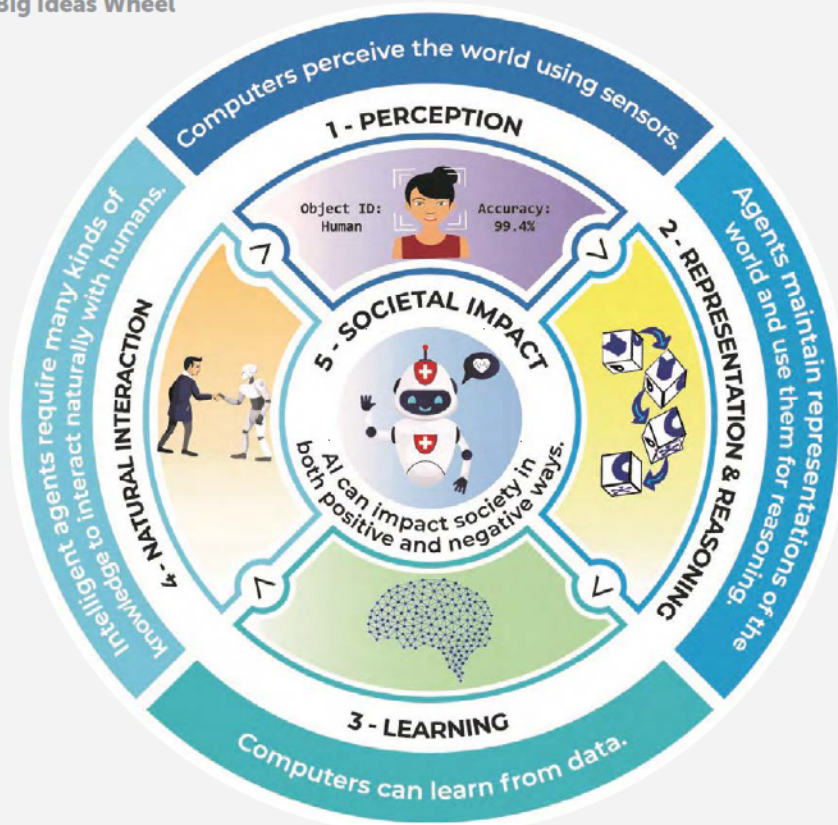 Big Ideas Wheel
Computers perceive the world using sensors.
1 - PERCEPTION
Object ID:
Human
Accuracy:
99.4%
Agents maintain representations of the
world and use them for reasoning.
2 - REPRESENTATION & REASONING
3 - LEARNING
Computers can learn from data.
Intelligent agents require many kinds of
knowledge to interact naturally with humans.
4 - NATURAL INTERACTION
5 - SOCIETAL IMPACT
AI can impact society in
both positive and negative ways.